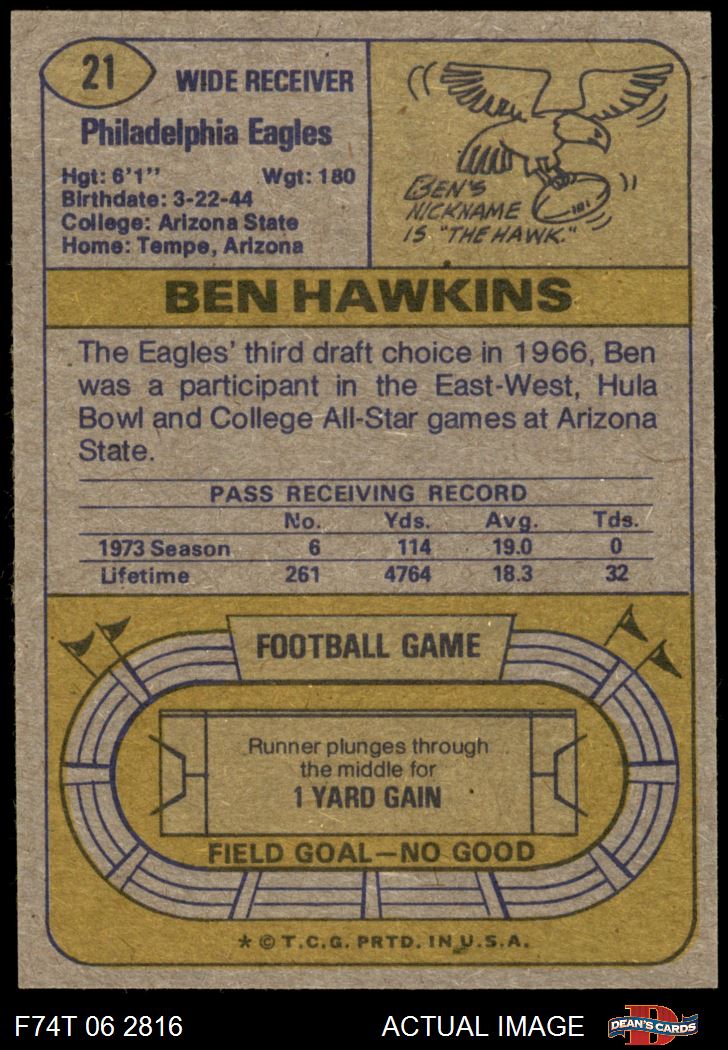 21
WIDE RECEIVER
Philadelphia Eagles
Hgt: 6'1" Wgt: 180
Birthdate: 3-22-44
College: Arizona State
Home: Tempe, Arizona
BEN'S
NICKNAME
IS "THE HAWK."
BEN HAWKINS
The Eagles' third draft choice in 1966, Ben
was a participant in the East-West, Hula
Bowl and College All-Star games at Arizona
State.
PASS RECEIVING RECORD
No. Yds. Avg. Tds.
1973 Season 6 114 19.0 0
Lifetime 261 4764 18.3 32
FOOTBALL GAME
Runner plunges through
the middle for
1 YARD GAIN
FIELD GOAL—NO GOOD
* © T.C.G. PRTD. IN U.S.A.
F74T 06 2816 ACTUAL IMAGE DEAN'S CARDS